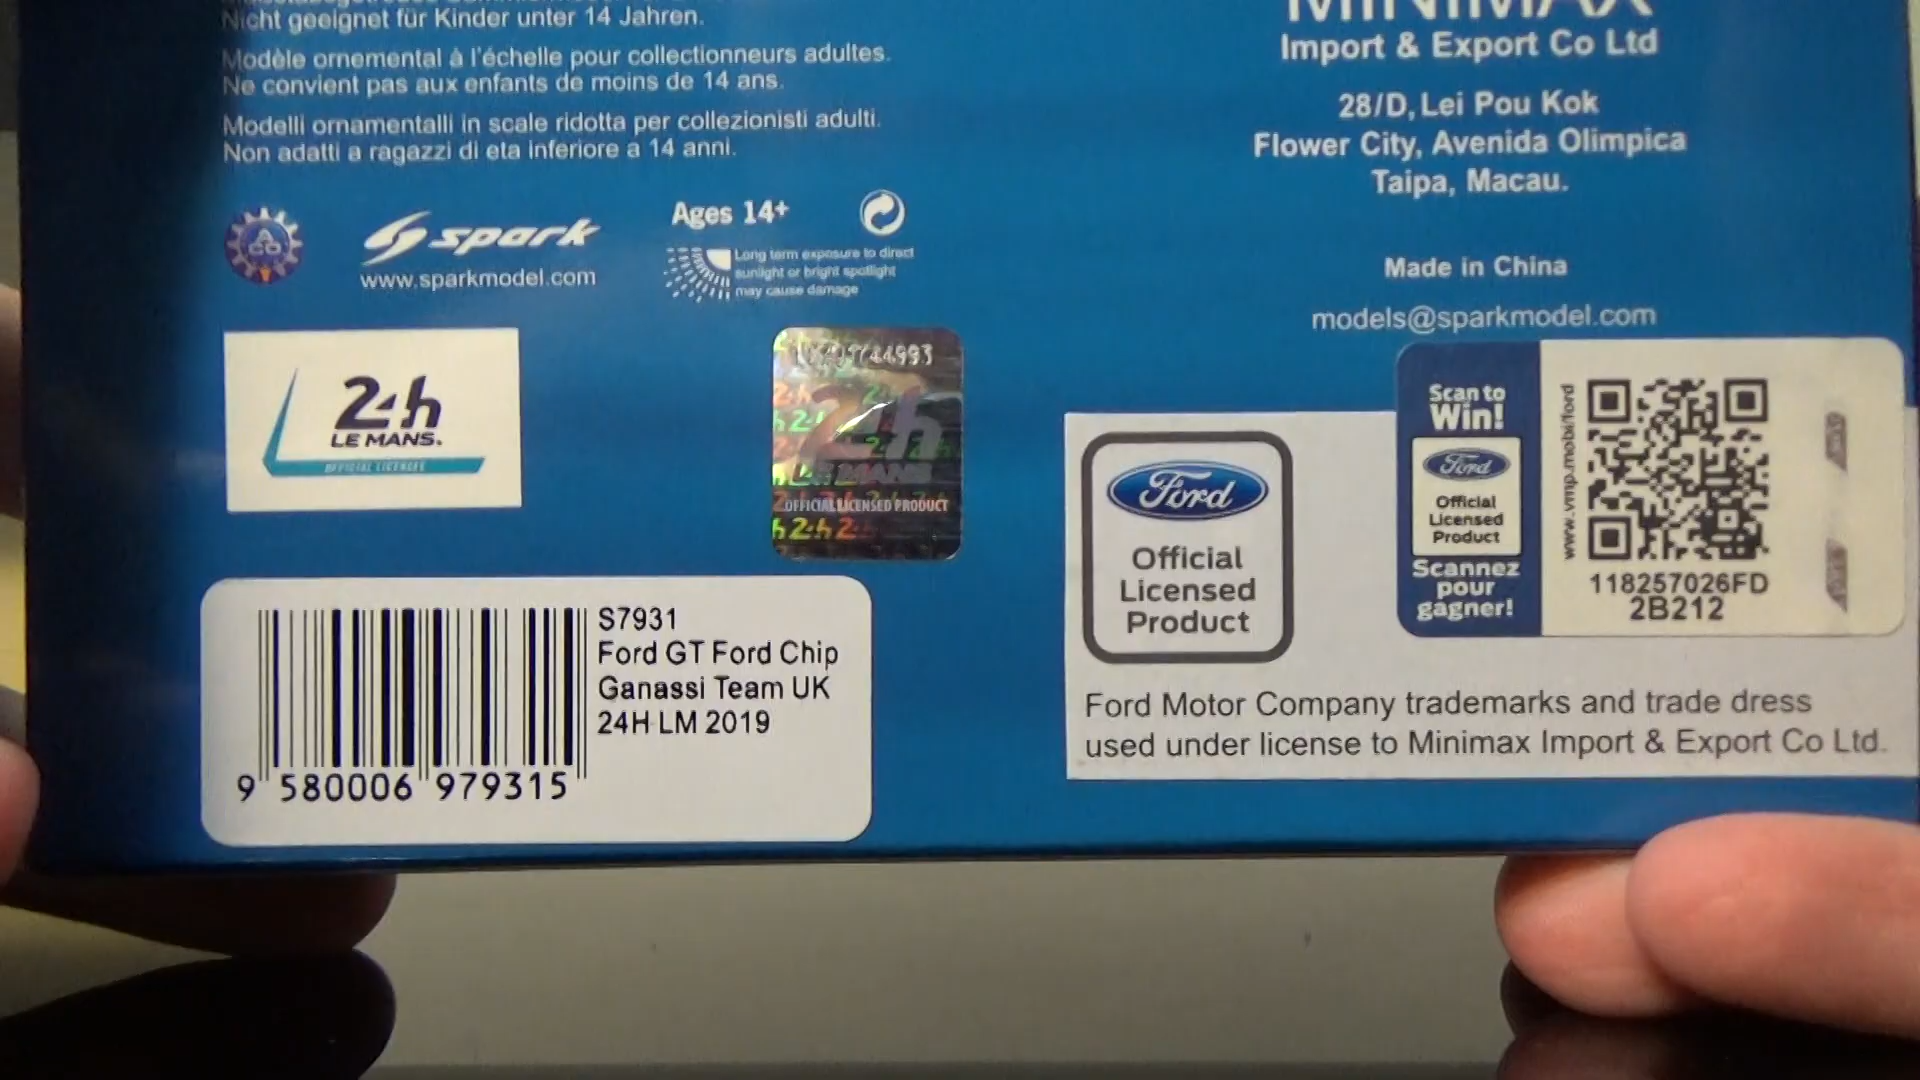 Nicht geeignet für Kinder unter 14 Jahren.
Modèle ornemental à l'échelle pour collectionneurs adultes.
Ne convient pas aux enfants de moins de 14 ans.
Modelli ornamentalli in scale ridotta per collezionisti adulti.
Non adatti a ragazzi di eta inferiore a 14 anni.
ACO
spark
www.sparkmodel.com
Ages 14+
Long term exposure to direct
sunlight or bright spotlight
may cause damage
MINIMAX
Import & Export Co Ltd
28/D, Lei Pou Kok
Flower City, Avenida Olimpica
Taipa, Macau.
Made in China
models@sparkmodel.com
24h
LE MANS.
OFFICIAL LICENSEE
24h
LE MANS
OFFICIAL LICENSED PRODUCT
S7931
Ford GT Ford Chip
Ganassi Team UK
24H LM 2019
9 580006 979315
Ford
Official
Licensed
Product
Scan to
Win!
Ford
Official
Licensed
Product
Scannez
pour
gagner!
www.vmp.mobi/ford
118257026FD
2B212
Ford Motor Company trademarks and trade dress
used under license to Minimax Import & Export Co Ltd.